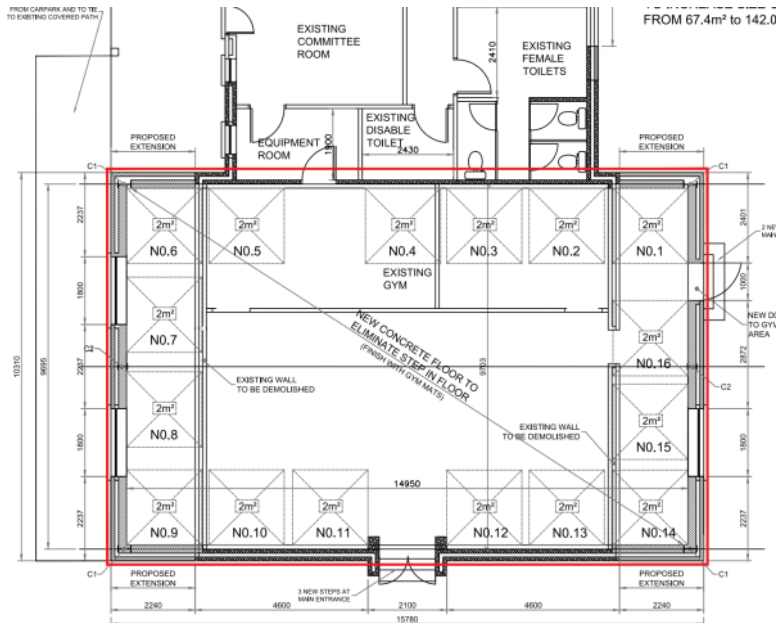 FROM CARPARK AND TO TIE
TO EXISTING COVERED PATH
FROM 67.4m² to 142.0
EXISTING
COMMITTEE
ROOM
2410
EXISTING
FEMALE
TOILETS
PROPOSED
EXTENSION
EQUIPMENT
ROOM
1900
EXISTING
DISABLE
TOILET
2430
PROPOSED
EXTENSION
C1
C1
2m²
N0.6
2m²
N0.5
2m²
N0.4
2m²
N0.3
2m²
N0.2
2m²
N0.1
2237
2401
EXISTING
GYM
1000
1800
2m²
N0.7
NEW CONCRETE FLOOR TO
ELIMINATE STEP IN FLOOR
(FINISH WITH GYM MATS)
2m²
N0.16
NEW DO
TO GYM
AREA
10310
9695
C2
2237
9703
2872
C2
EXISTING WALL
TO BE DEMOLISHED
2m²
N0.8
EXISTING WALL
TO BE DEMOLISHED
2m²
N0.15
1800
1800
14950
2m²
N0.9
2m²
N0.10
2m²
N0.11
2m²
N0.12
2m²
N0.13
2m²
N0.14
2237
2237
C1
C1
PROPOSED
EXTENSION
3 NEW STEPS AT
MAIN ENTRANCE
PROPOSED
EXTENSION
2240
4600
2100
4600
2240
15780